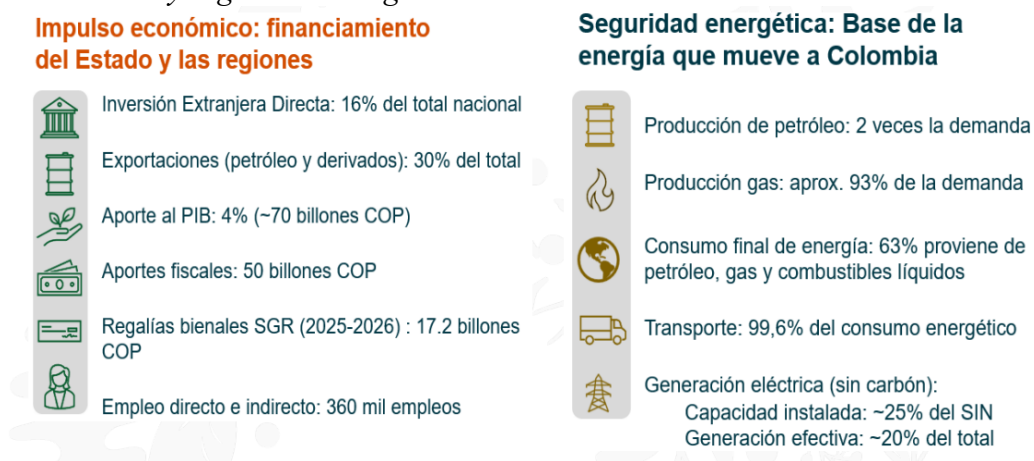 Impulso económico: financiamiento
del Estado y las regiones
Inversión Extranjera Directa: 16% del total nacional
Exportaciones (petróleo y derivados): 30% del total
Aporte al PIB: 4% (~70 billones COP)
Aportes fiscales: 50 billones COP
Regalías bienales SGR (2025-2026) : 17.2 billones
COP
Empleo directo e indirecto: 360 mil empleos
Seguridad energética: Base de la
energía que mueve a Colombia
Producción de petróleo: 2 veces la demanda
Producción gas: aprox. 93% de la demanda
Consumo final de energía: 63% proviene de
petróleo, gas y combustibles líquidos
Transporte: 99,6% del consumo energético
Generación eléctrica (sin carbón):
Capacidad instalada: ~25% del SIN
Generación efectiva: ~20% del total